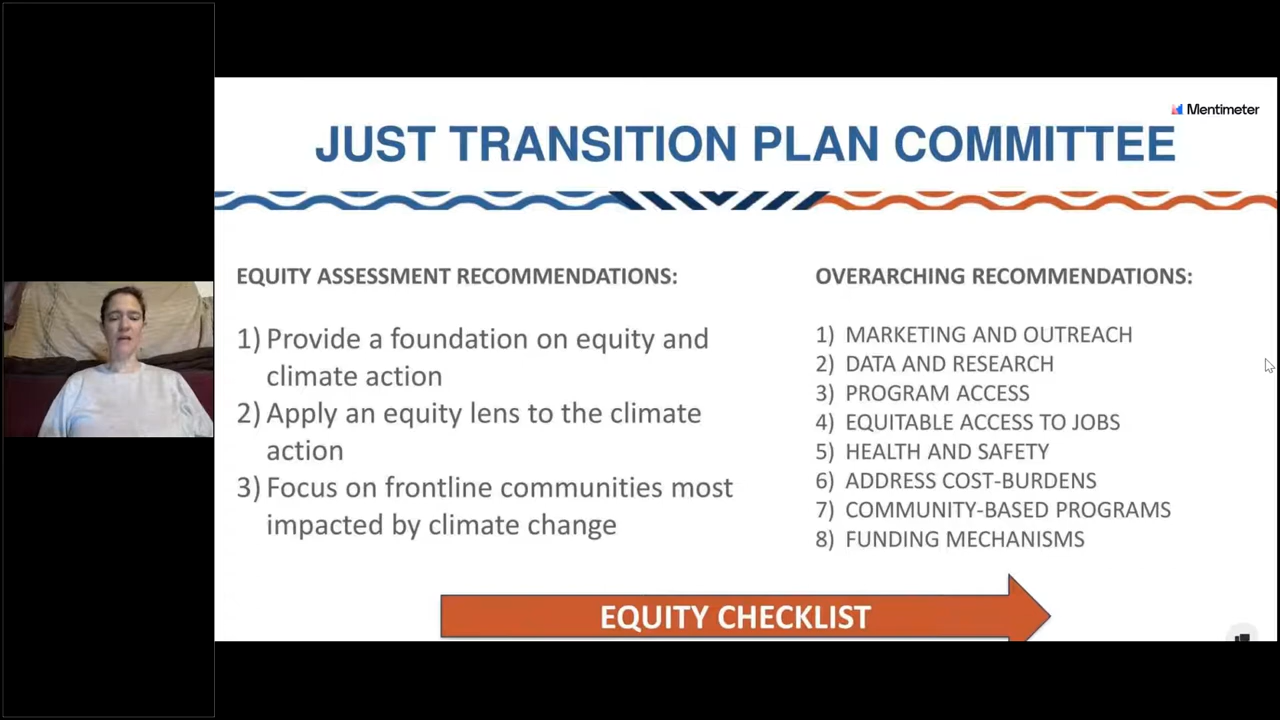 Mentimeter
JUST TRANSITION PLAN COMMITTEE
EQUITY ASSESSMENT RECOMMENDATIONS:
1) Provide a foundation on equity and
climate action
2) Apply an equity lens to the climate
action
3) Focus on frontline communities most
impacted by climate change
OVERARCHING RECOMMENDATIONS:
1) MARKETING AND OUTREACH
2) DATA AND RESEARCH
3) PROGRAM ACCESS
4) EQUITABLE ACCESS TO JOBS
5) HEALTH AND SAFETY
6) ADDRESS COST-BURDENS
7) COMMUNITY-BASED PROGRAMS
8) FUNDING MECHANISMS
EQUITY CHECKLIST